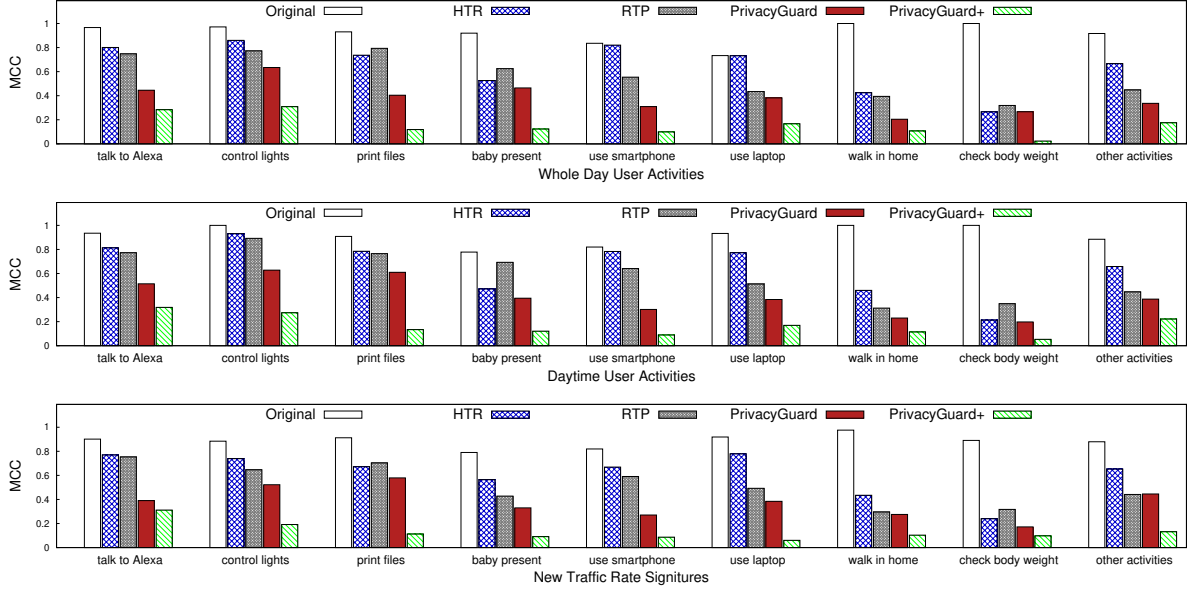 Original HTR RTP PrivacyGuard PrivacyGuard+
MCC
1
0.8
0.6
0.4
0.2
0
talk to Alexa control lights print files baby present use smartphone use laptop walk in home check body weight other activities
Whole Day User Activities
Original HTR RTP PrivacyGuard PrivacyGuard+
MCC
1
0.8
0.6
0.4
0.2
0
talk to Alexa control lights print files baby present use smartphone use laptop walk in home check body weight other activities
Daytime User Activities
Original HTR RTP PrivacyGuard PrivacyGuard+
MCC
1
0.8
0.6
0.4
0.2
0
talk to Alexa control lights print files baby present use smartphone use laptop walk in home check body weight other activities
New Traffic Rate Signitures